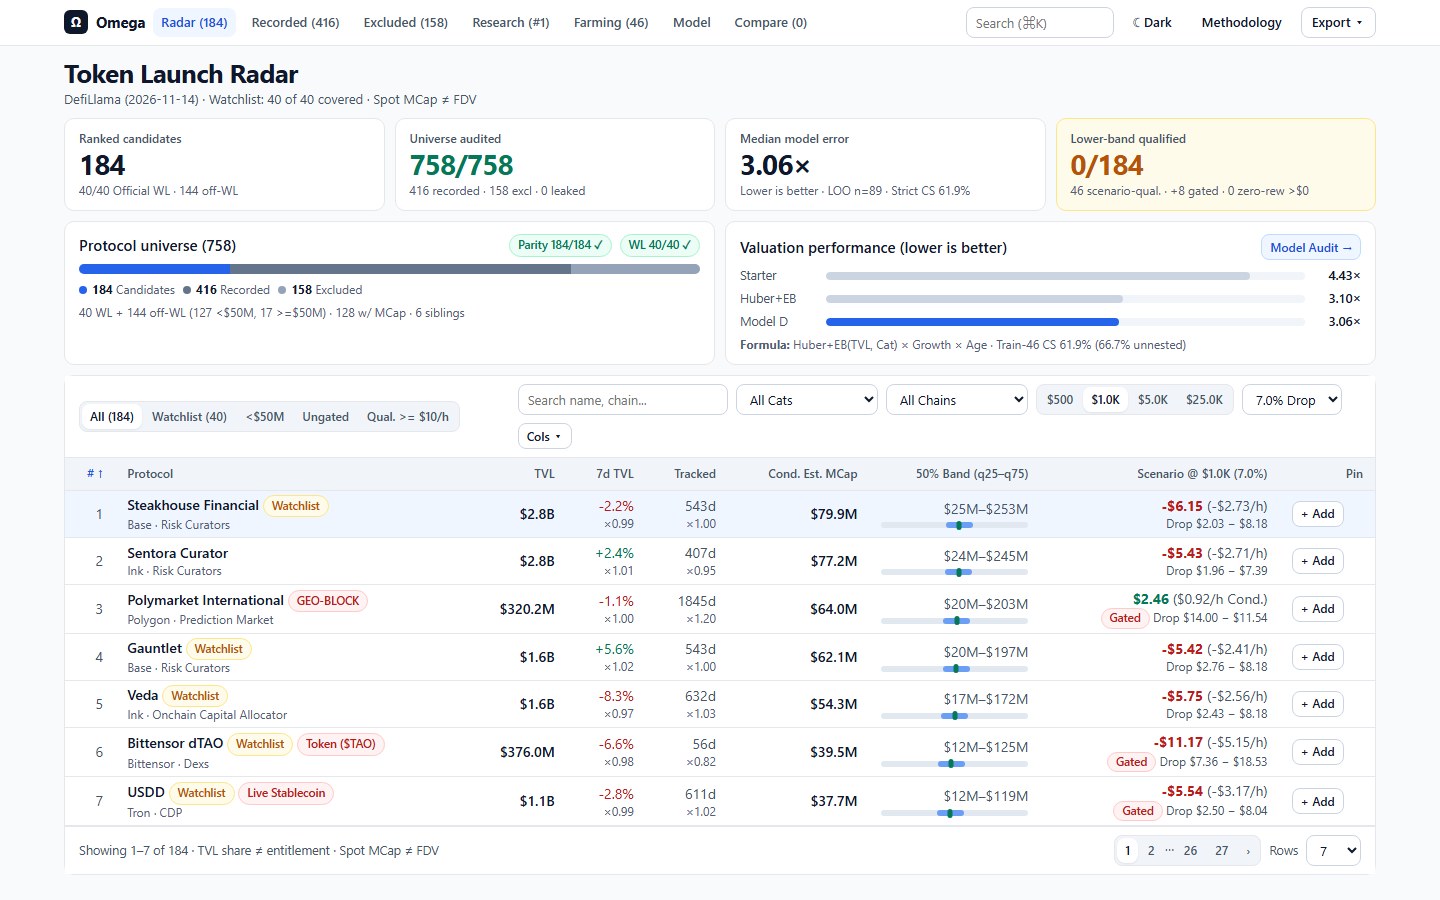 Ω Omega Radar (184) Recorded (416) Excluded (158) Research (#1) Farming (46) Model Compare (0) Search (⌘K) ☾ Dark Methodology Export ▾
Token Launch Radar
DefiLlama (2026-11-14) · Watchlist: 40 of 40 covered · Spot MCap ≠ FDV
Ranked candidates
184
40/40 Official WL · 144 off-WL
Universe audited
758/758
416 recorded · 158 excl · 0 leaked
Median model error
3.06×
Lower is better · LOO n=89 · Strict CS 61.9%
Lower-band qualified
0/184
46 scenario-qual. · +8 gated · 0 zero-rew >$0
Protocol universe (758) Parity 184/184 ✓ WL 40/40 ✓
184 Candidates 416 Recorded 158 Excluded
40 WL + 144 off-WL (127 <$50M, 17 >=$50M) · 128 w/ MCap · 6 siblings
Valuation performance (lower is better) Model Audit →
Starter 4.43×
Huber+EB 3.10×
Model D 3.06×
Formula: Huber+EB(TVL, Cat) × Growth × Age · Train-46 CS 61.9% (66.7% unnested)
All (184) Watchlist (40) <$50M Ungated Qual. >= $10/h
Search name, chain... All Cats All Chains $500 $1.0K $5.0K $25.0K 7.0% Drop
Cols ▾
# ↑ Protocol TVL 7d TVL Tracked Cond. Est. MCap 50% Band (q25–q75) Scenario @ $1.0K (7.0%) Pin
1 Steakhouse Financial Watchlist $2.8B -2.2% 543d $79.9M $25M–$253M -$6.15 (-$2.73/h) + Add
Base · Risk Curators ×0.99 ×1.00 Drop $2.03 – $8.18
2 Sentora Curator $2.8B +2.4% 407d $77.2M $24M–$245M -$5.43 (-$2.71/h) + Add
Ink · Risk Curators ×1.01 ×0.95 Drop $1.96 – $7.39
3 Polymarket International GEO-BLOCK $320.2M -1.1% 1845d $64.0M $20M–$203M $2.46 ($0.92/h Cond.) + Add
Polygon · Prediction Market ×1.00 ×1.20 Gated Drop $14.00 – $11.54
4 Gauntlet Watchlist $1.6B +5.6% 543d $62.1M $20M–$197M -$5.42 (-$2.41/h) + Add
Base · Risk Curators ×1.02 ×1.00 Drop $2.76 – $8.18
5 Veda Watchlist $1.6B -8.3% 632d $54.3M $17M–$172M -$5.75 (-$2.56/h) + Add
Ink · Onchain Capital Allocator ×0.97 ×1.03 Drop $2.43 – $8.18
6 Bittensor dTAO Watchlist Token ($TAO) $376.0M -6.6% 56d $39.5M $12M–$125M -$11.17 (-$5.15/h) + Add
Bittensor · Dexs ×0.98 ×0.82 Gated Drop $7.36 – $18.53
7 USDD Watchlist Live Stablecoin $1.1B -2.8% 611d $37.7M $12M–$119M -$5.54 (-$3.17/h) + Add
Tron · CDP ×0.99 ×1.02 Gated Drop $2.50 – $8.04
Showing 1–7 of 184 · TVL share ≠ entitlement · Spot MCap ≠ FDV 1 2 ··· 26 27 › Rows 7